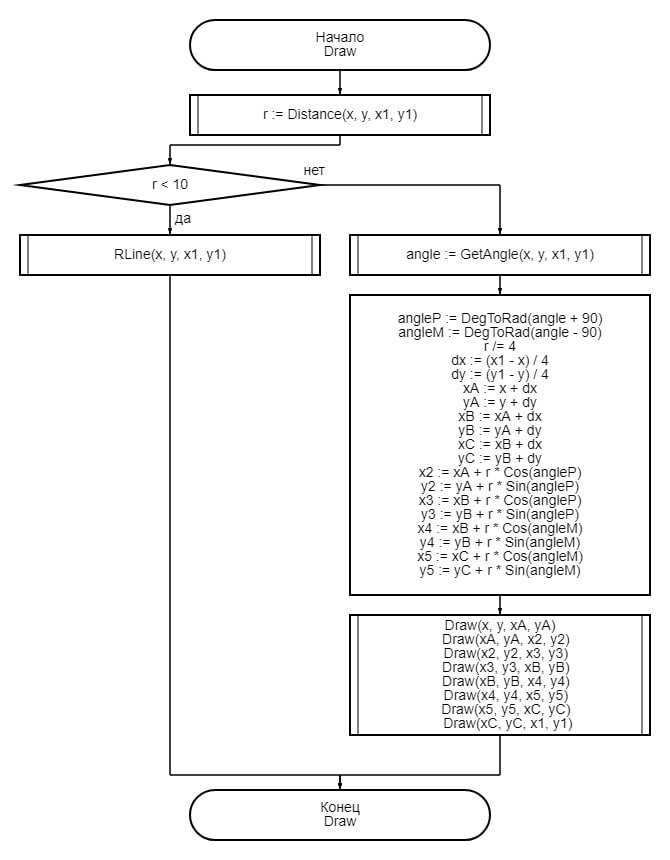 Начало
Draw
r := Distance(x, y, x1, y1)
r < 10
нет
да
RLine(x, y, x1, y1)
angle := GetAngle(x, y, x1, y1)
angleP := DegToRad(angle + 90)
angleM := DegToRad(angle - 90)
r /= 4
dx := (x1 - x) / 4
dy := (y1 - y) / 4
xA := x + dx
yA := y + dy
xB := xA + dx
yB := yA + dy
xC := xB + dx
yC := yB + dy
x2 := xA + r * Cos(angleP)
y2 := yA + r * Sin(angleP)
x3 := xB + r * Cos(angleP)
y3 := yB + r * Sin(angleP)
x4 := xB + r * Cos(angleM)
y4 := yB + r * Sin(angleM)
x5 := xC + r * Cos(angleM)
y5 := yC + r * Sin(angleM)
Draw(x, y, xA, yA)
Draw(xA, yA, x2, y2)
Draw(x2, y2, x3, y3)
Draw(x3, y3, xB, yB)
Draw(xB, yB, x4, y4)
Draw(x4, y4, x5, y5)
Draw(x5, y5, xC, yC)
Draw(xC, yC, x1, y1)
Конец
Draw